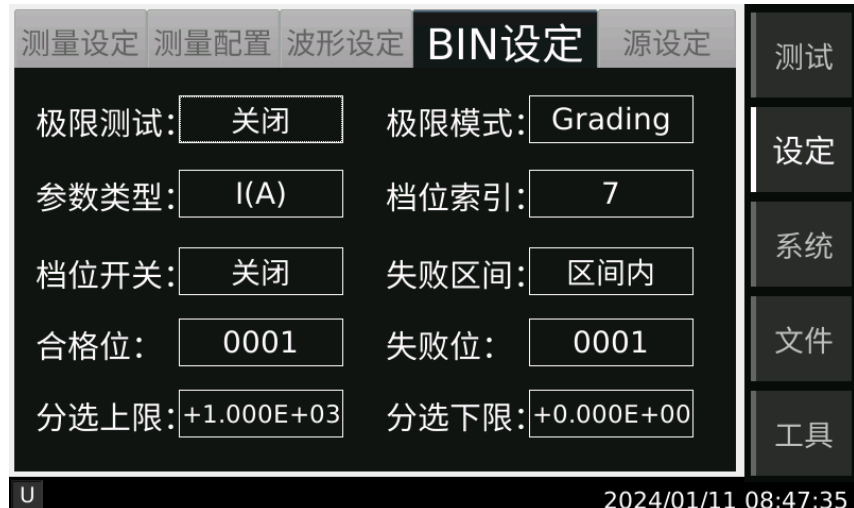 测量设定 测量配置 波形设定 BIN设定 源设定
极限测试: 关闭 极限模式: Grading
参数类型: I(A) 档位索引: 7
档位开关: 关闭 失败区间: 区间内
合格位: 0001 失败位: 0001
分选上限: +1.000E+03 分选下限: +0.000E+00
测试
设定
系统
文件
工具
U 2024/01/11 08:47:35